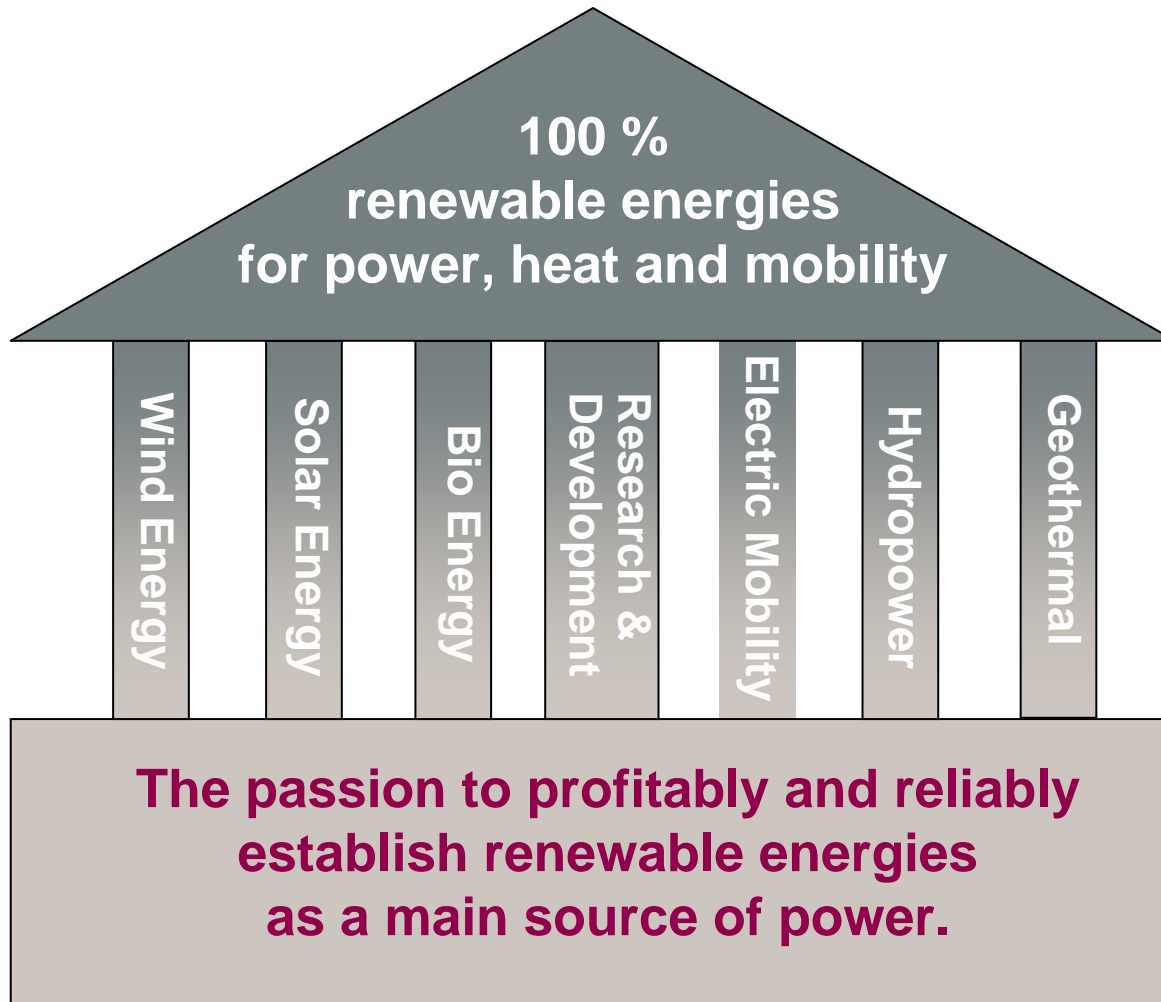 100 %
renewable energies
for power, heat and mobility
Wind Energy
Solar Energy
Bio Energy
Research &
Development
Electric Mobility
Hydropower
Geothermal
The passion to profitably and reliably
establish renewable energies
as a main source of power.